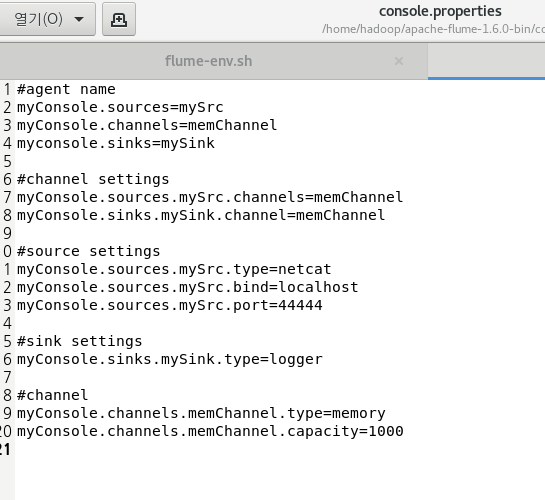 열기(O)
console.properties
/home/hadoop/apache-flume-1.6.0-bin/co
flume-env.sh ×
1 #agent name
2 myConsole.sources=mySrc
3 myConsole.channels=memChannel
4 myconsole.sinks=mySink
5
6 #channel settings
7 myConsole.sources.mySrc.channels=memChannel
8 myConsole.sinks.mySink.channel=memChannel
9
0 #source settings
1 myConsole.sources.mySrc.type=netcat
2 myConsole.sources.mySrc.bind=localhost
3 myConsole.sources.mySrc.port=44444
4
5 #sink settings
6 myConsole.sinks.mySink.type=logger
7
8 #channel
9 myConsole.channels.memChannel.type=memory
20 myConsole.channels.memChannel.capacity=1000
21